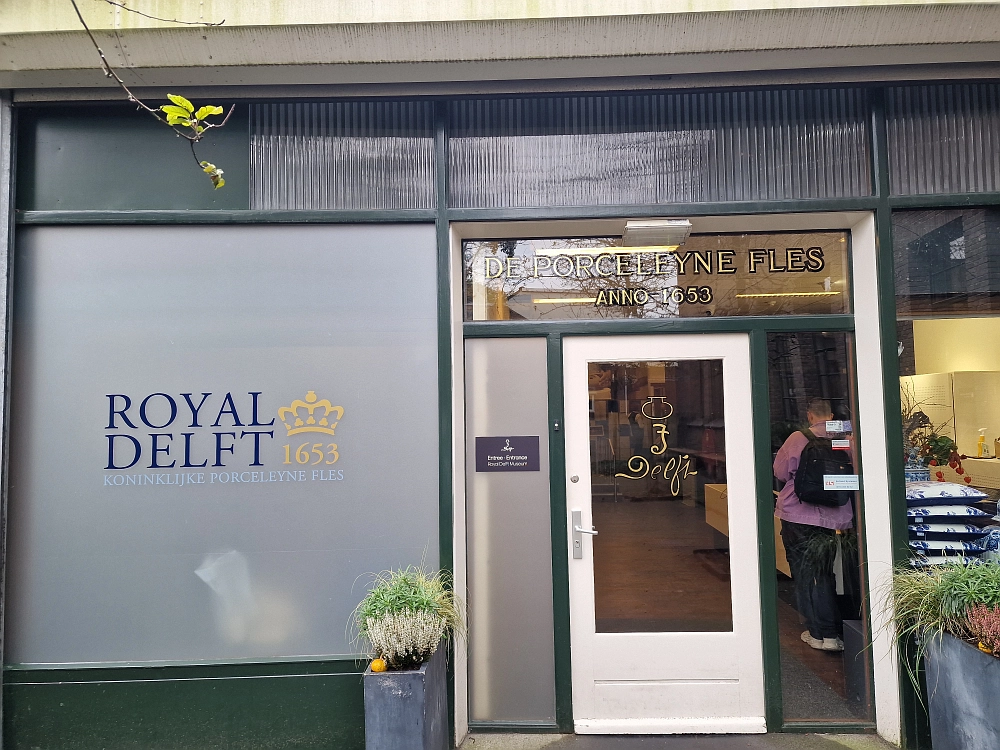 DE PORCELEYNE FLES
ANNO 1653
ROYAL
DELFT
1653
KONINKLIJKE PORCELEYNE FLES
Entree - Entrance
Royal Delft Museum
Delft